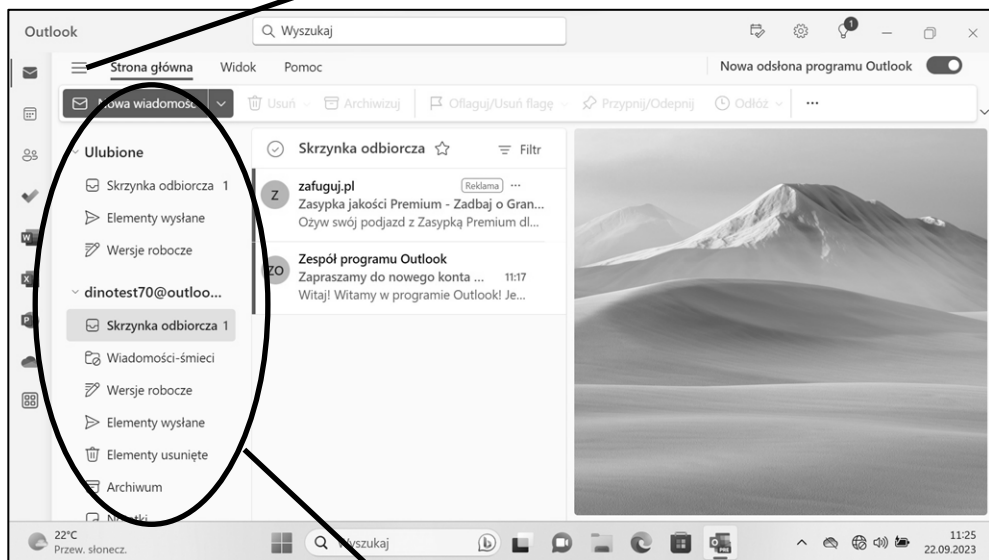 Outlook
Wyszukaj
1
Strona główna Widok Pomoc
Nowa odsłona programu Outlook
Nowa wiadomość Usuń Archiwizuj Oflaguj/Usuń flagę Przypnij/Odepnij Odłóż ...
Ulubione
Skrzynka odbiorcza 1
Elementy wysłane
Wersje robocze
dinotest70@outloo...
Skrzynka odbiorcza 1
Wiadomości-śmieci
Wersje robocze
Elementy wysłane
Elementy usunięte
Archiwum
Notatki
Skrzynka odbiorcza Filtr
Z
zafuguj.pl Reklama ...
Zasypka jakości Premium - Zadbaj o Gran...
Ożyw swój podjazd z Zasypką Premium dl...
ZO
Zespół programu Outlook
Zapraszamy do nowego konta ... 11:17
Witaj! Witamy w programie Outlook! Je...
22°C
Przew. słonecz.
Wyszukaj
PRE
11:25
22.09.2023